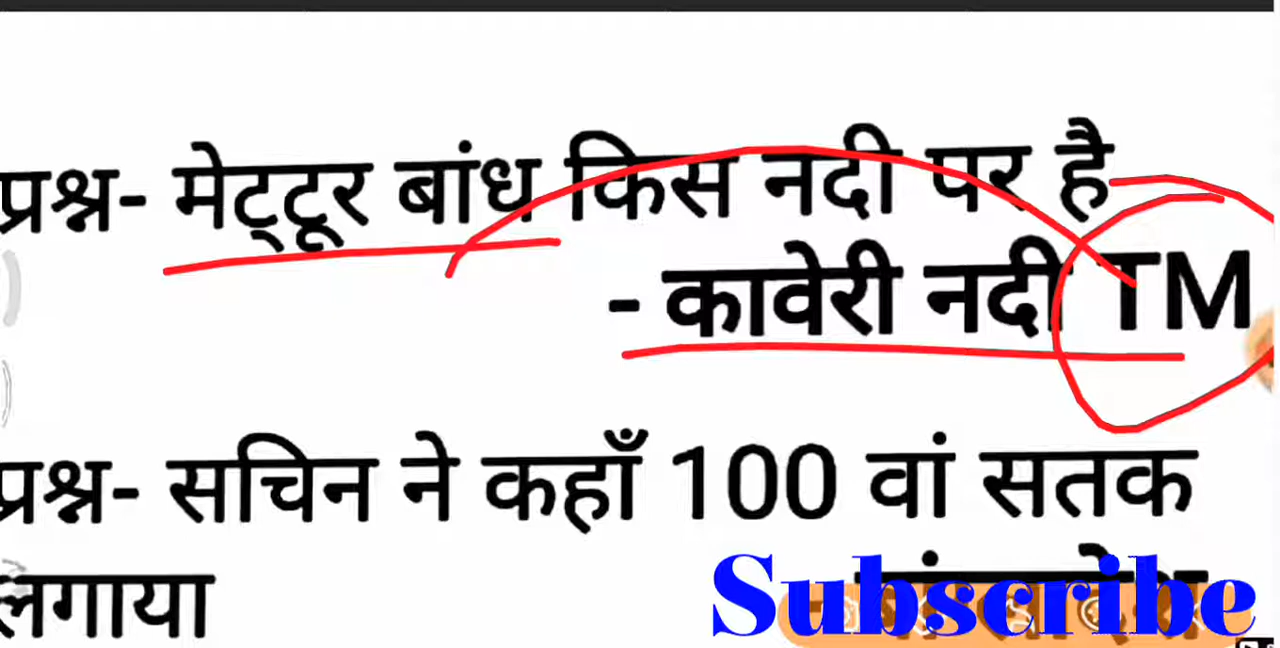 प्रश्न- मेट्टूर बांध किस नदी पर है
- कावेरी नदी TM
प्रश्न- सचिन ने कहाँ 100 वां सतक
लगाया
Subscribe